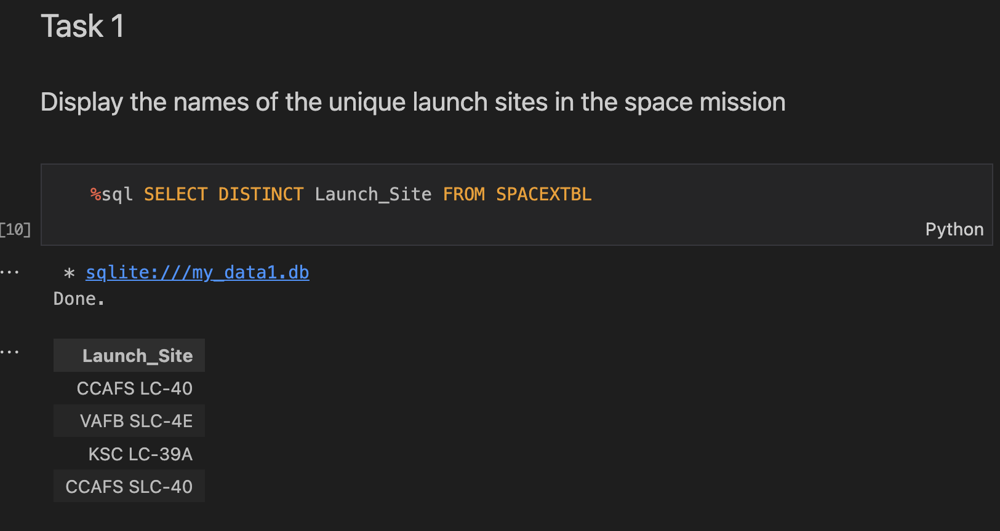 Task 1
Display the names of the unique launch sites in the space mission
%sql SELECT DISTINCT Launch_Site FROM SPACEXTBL
[10]
Python
... * sqlite:///my_data1.db
Done.
... Launch_Site
CCAFS LC-40
VAFB SLC-4E
KSC LC-39A
CCAFS SLC-40